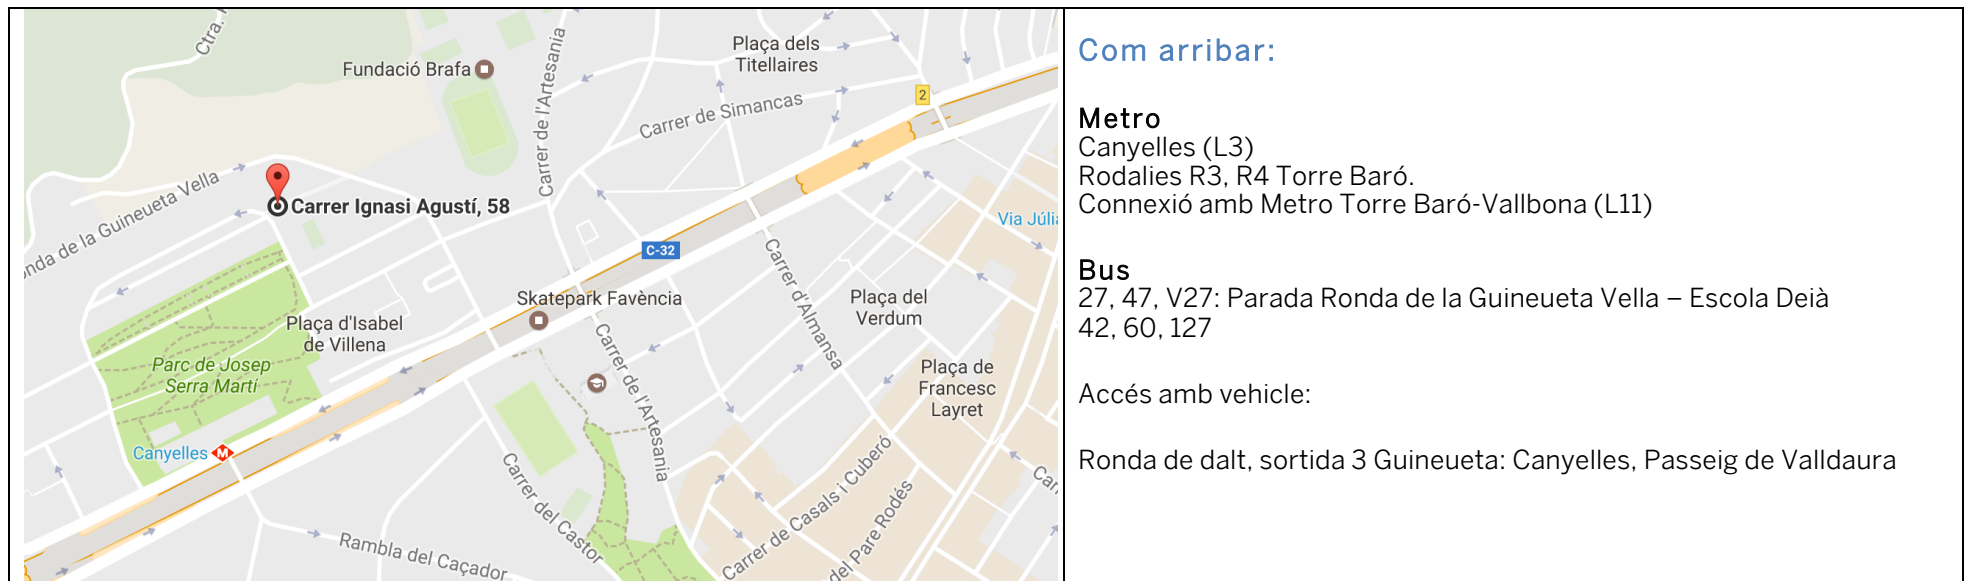 Ctra.
Fundació Brafa
Carrer de l'Artesania
Plaça dels
Titellaires
2
Carrer de Simancas
Ronda de la Guineueta Vella
Carrer Ignasi Agustí, 58
Via Júlia
C-32
Carrer d'Almansa
Skatepark Favència
Plaça del
Verdum
Plaça d'Isabel
de Villena
Parc de Josep
Serra Martí
Plaça de
Francesc
Layret
Carrer de l'Artesania
Canyelles
M
Carrer del Castor
Carrer de Casals i Cuberó
del Pare Rodés
Rambla del Caçador
Com arribar:
Metro
Canyelles (L3)
Rodalies R3, R4 Torre Baró.
Connexió amb Metro Torre Baró-Vallbona (L11)
Bus
27, 47, V27: Parada Ronda de la Guineueta Vella – Escola Deià
42, 60, 127
Accés amb vehicle:
Ronda de dalt, sortida 3 Guineueta: Canyelles, Passeig de Valldaura